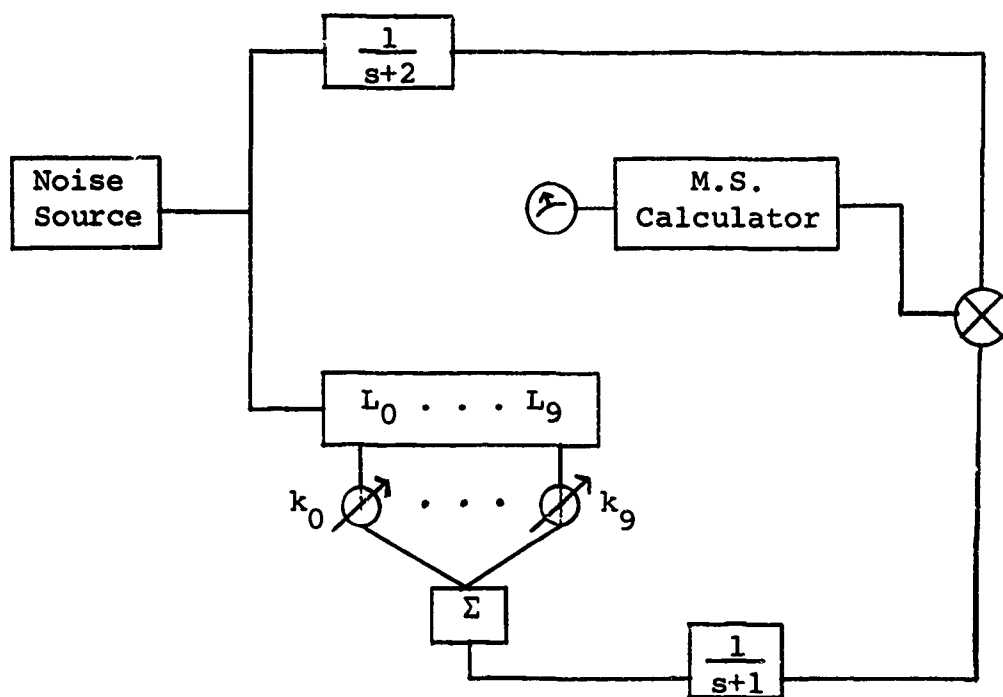 1
s+2
Noise
Source
M.S.
Calculator
L0 . . . L9
k0 . . . k9
Σ
1
s+1